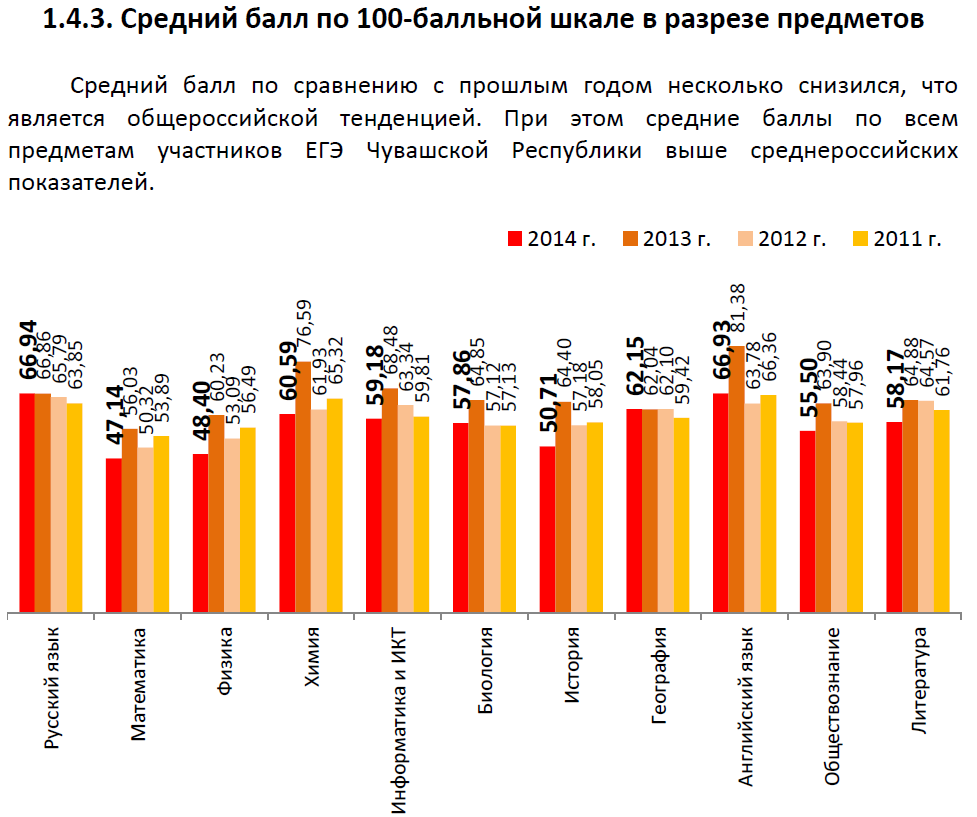 1.4.3. Средний балл по 100-балльной шкале в разрезе предметов
Средний балл по сравнению с прошлым годом несколько снизился, что
является общероссийской тенденцией. При этом средние баллы по всем
предметам участников ЕГЭ Чувашской Республики выше среднероссийских
показателей.
2014 г. 2013 г. 2012 г. 2011 г.
66,94 66,86 65,79 63,85
47,14 56,03 50,32 53,89
48,40 60,23 53,09 56,49
60,59 76,59 61,93 65,32
59,18 68,48 63,34 59,81
57,86 64,85 57,12 57,13
50,71 64,40 57,18 58,05
62,15 62,04 62,10 59,42
66,93 81,38 63,78 66,36
55,50 63,90 58,44 57,96
58,17 64,88 64,57 61,76
Русский язык
Математика
Физика
Химия
Информатика и ИКТ
Биология
История
География
Английский язык
Обществознание
Литература